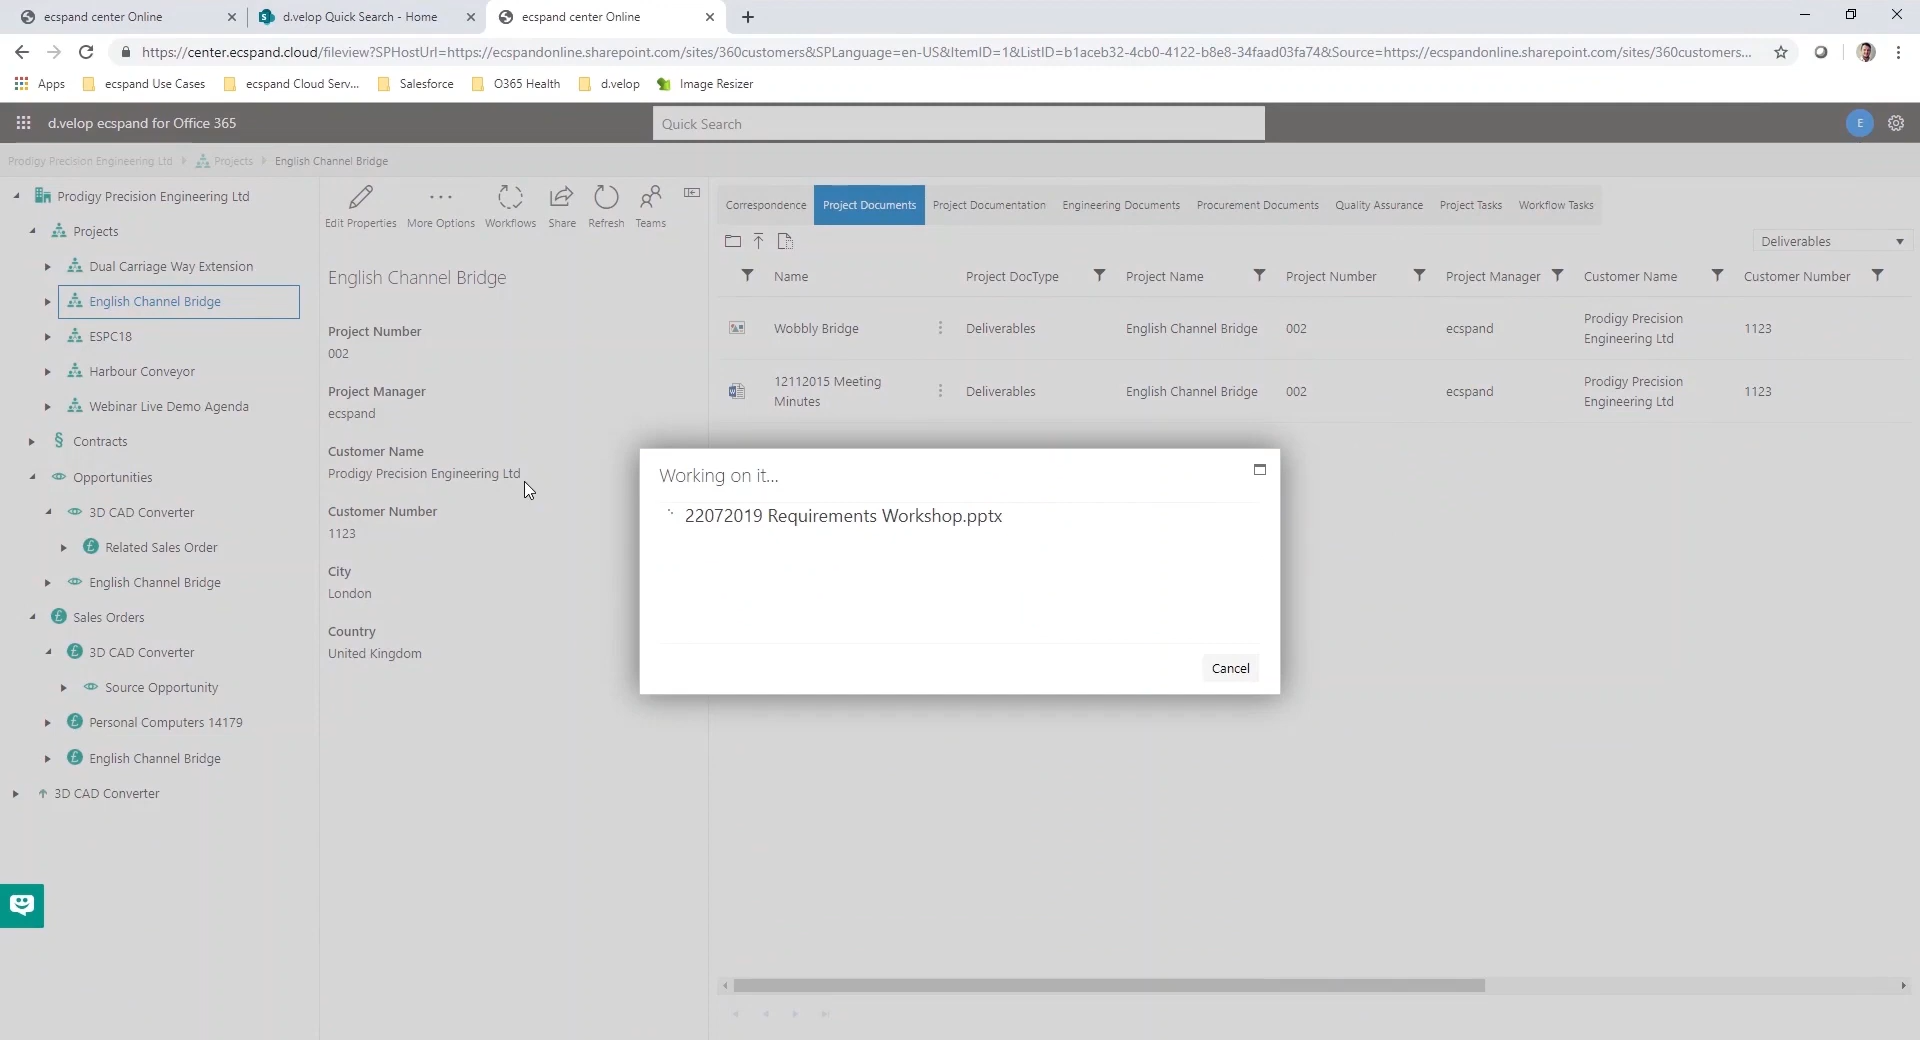 ecspand center Online
d.velop Quick Search - Home
ecspand center Online
https://center.ecspand.cloud/fileview?SPHostUrl=https://ecspandonline.sharepoint.com/sites/360customers&SPLanguage=en-US&ItemID=1&ListID=b1aceb32-4cb0-4122-b8e8-34faad03fa74&Source=https://ecspandonline.sharepoint.com/sites/360customers...
Apps ecspand Use Cases ecspand Cloud Serv... Salesforce O365 Health d.velop Image Resizer
d.velop ecspand for Office 365
Quick Search
E
Prodigy Precision Engineering Ltd Projects English Channel Bridge
Prodigy Precision Engineering Ltd
Projects
Dual Carriage Way Extension
English Channel Bridge
ESPC18
Harbour Conveyor
Webinar Live Demo Agenda
Contracts
Opportunities
3D CAD Converter
Related Sales Order
English Channel Bridge
Sales Orders
3D CAD Converter
Source Opportunity
Personal Computers 14179
English Channel Bridge
3D CAD Converter
Edit Properties More Options Workflows Share Refresh Teams
English Channel Bridge
Project Number
002
Project Manager
ecspand
Customer Name
Prodigy Precision Engineering Ltd
Customer Number
1123
City
London
Country
United Kingdom
Correspondence Project Documents Project Documentation Engineering Documents Procurement Documents Quality Assurance Project Tasks Workflow Tasks
Deliverables
Name Project DocType Project Name Project Number Project Manager Customer Name Customer Number
Wobbly Bridge Deliverables English Channel Bridge 002 ecspand Prodigy Precision Engineering Ltd 1123
12112015 Meeting Minutes Deliverables English Channel Bridge 002 ecspand Prodigy Precision Engineering Ltd 1123
Working on it...
22072019 Requirements Workshop.pptx
Cancel